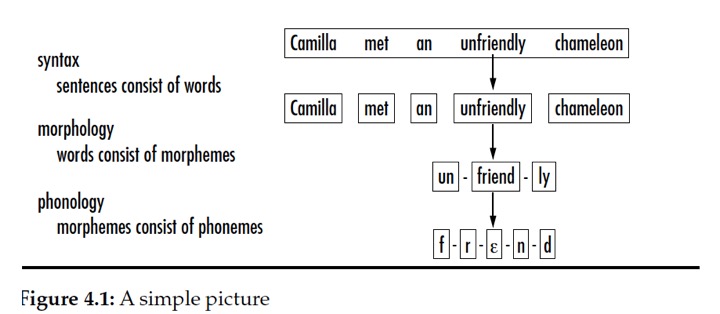 Camilla met an unfriendly chameleon
syntax
sentences consist of words
Camilla met an unfriendly chameleon
morphology
words consist of morphemes
un - friend - ly
phonology
morphemes consist of phonemes
f - r - ε - n - d
Figure 4.1: A simple picture